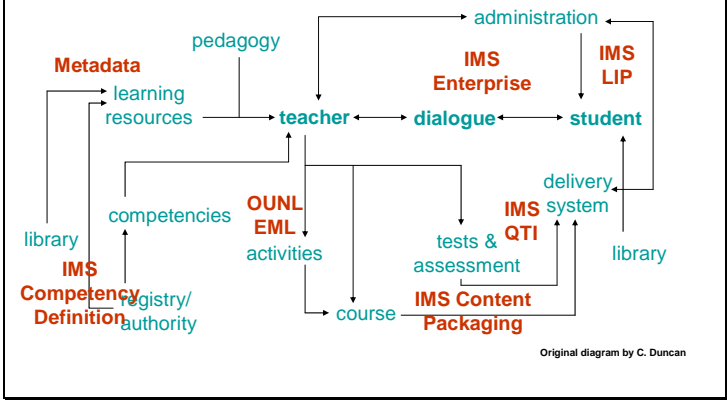 administration
pedagogy
IMS
LIP
IMS
Enterprise
Metadata
learning
resources
teacher
dialogue
student
delivery
system
OUNL
EML
IMS
QTI
competencies
library
activities
tests &
assessment
library
IMS
Competency
Definition
registry/
authority
course
IMS Content
Packaging
Original diagram by C. Duncan